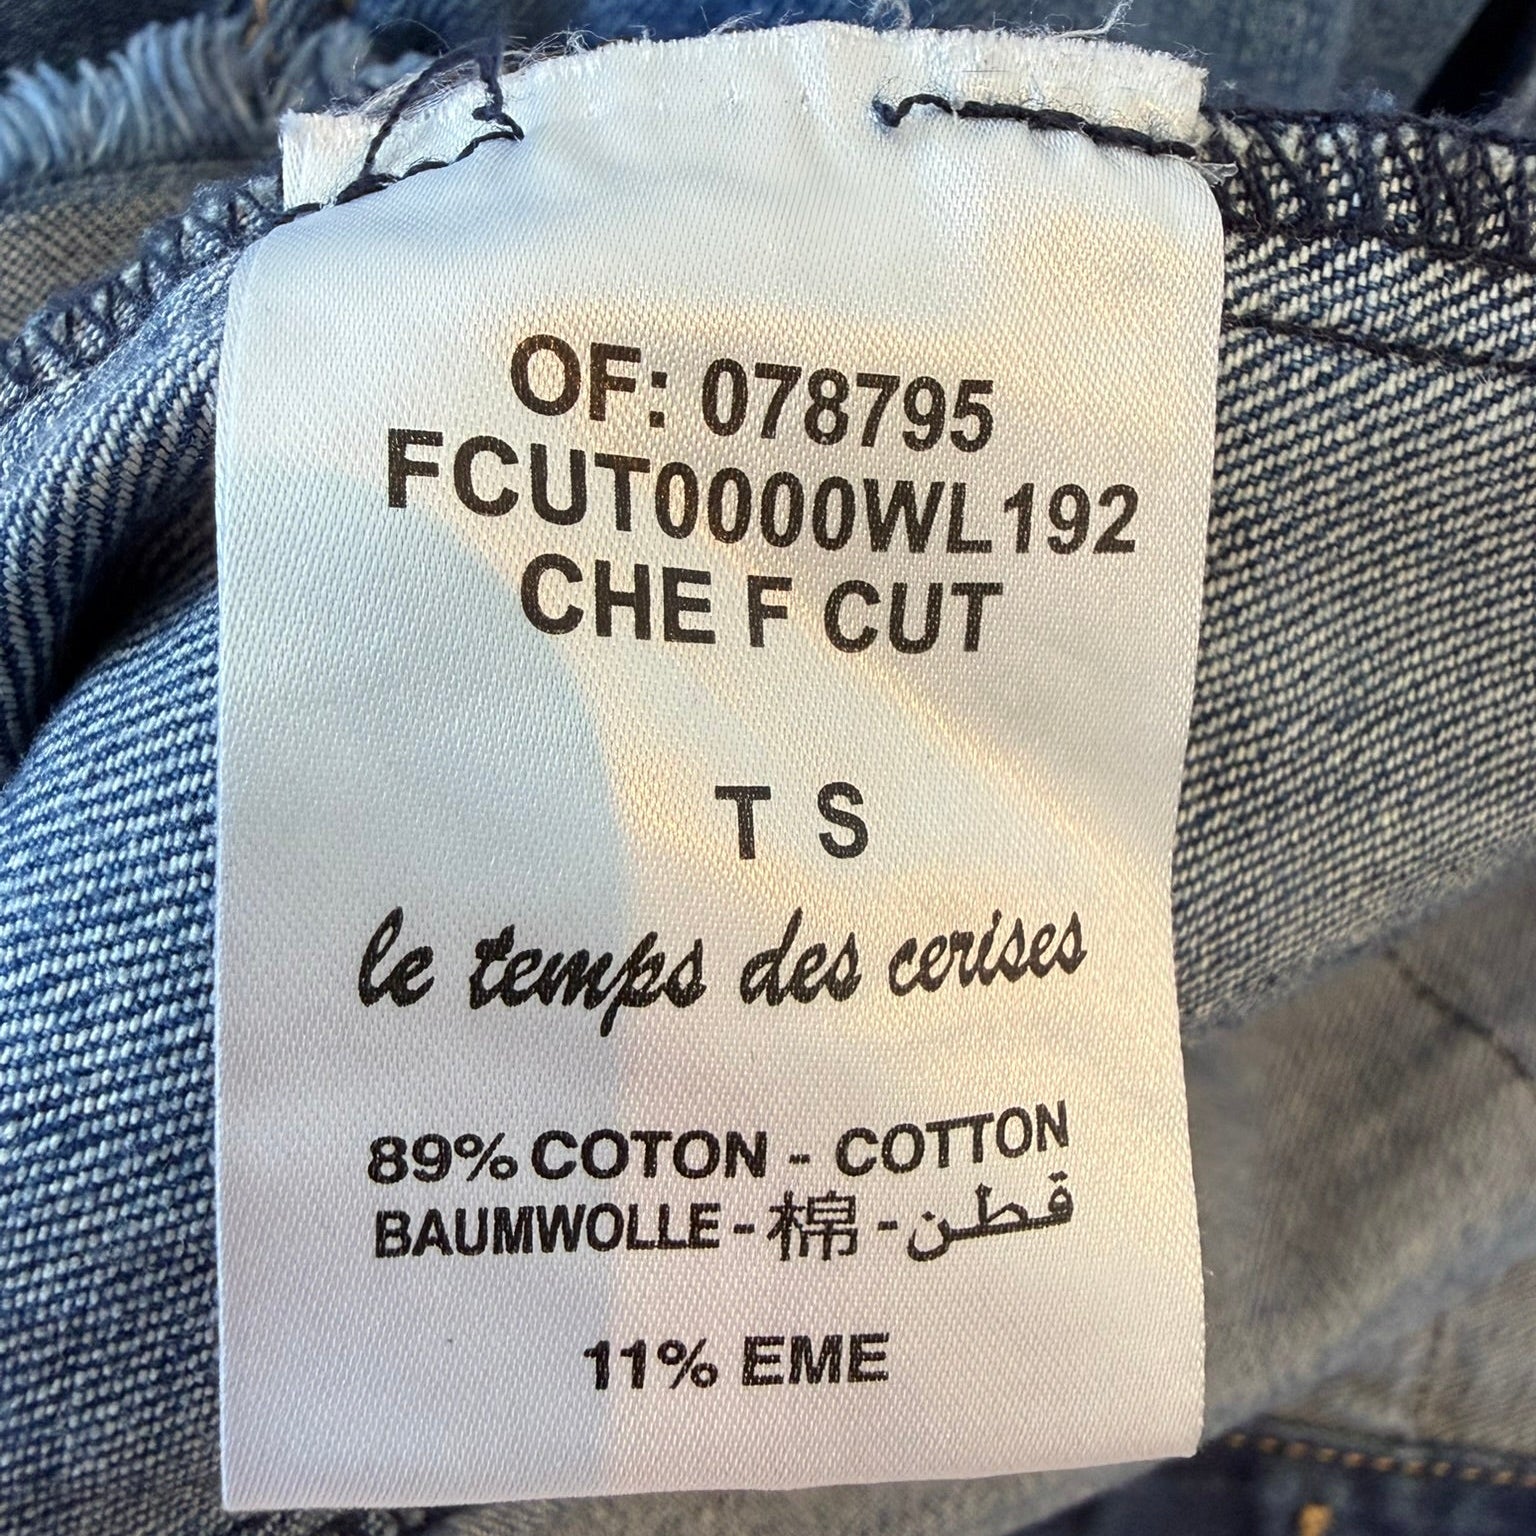 OF: 078795
FCUT0000WL192
CHE F CUT
T S
le temps des cerises
89% COTON - COTTON
BAUMWOLLE - 棉 - قطن
11% EME